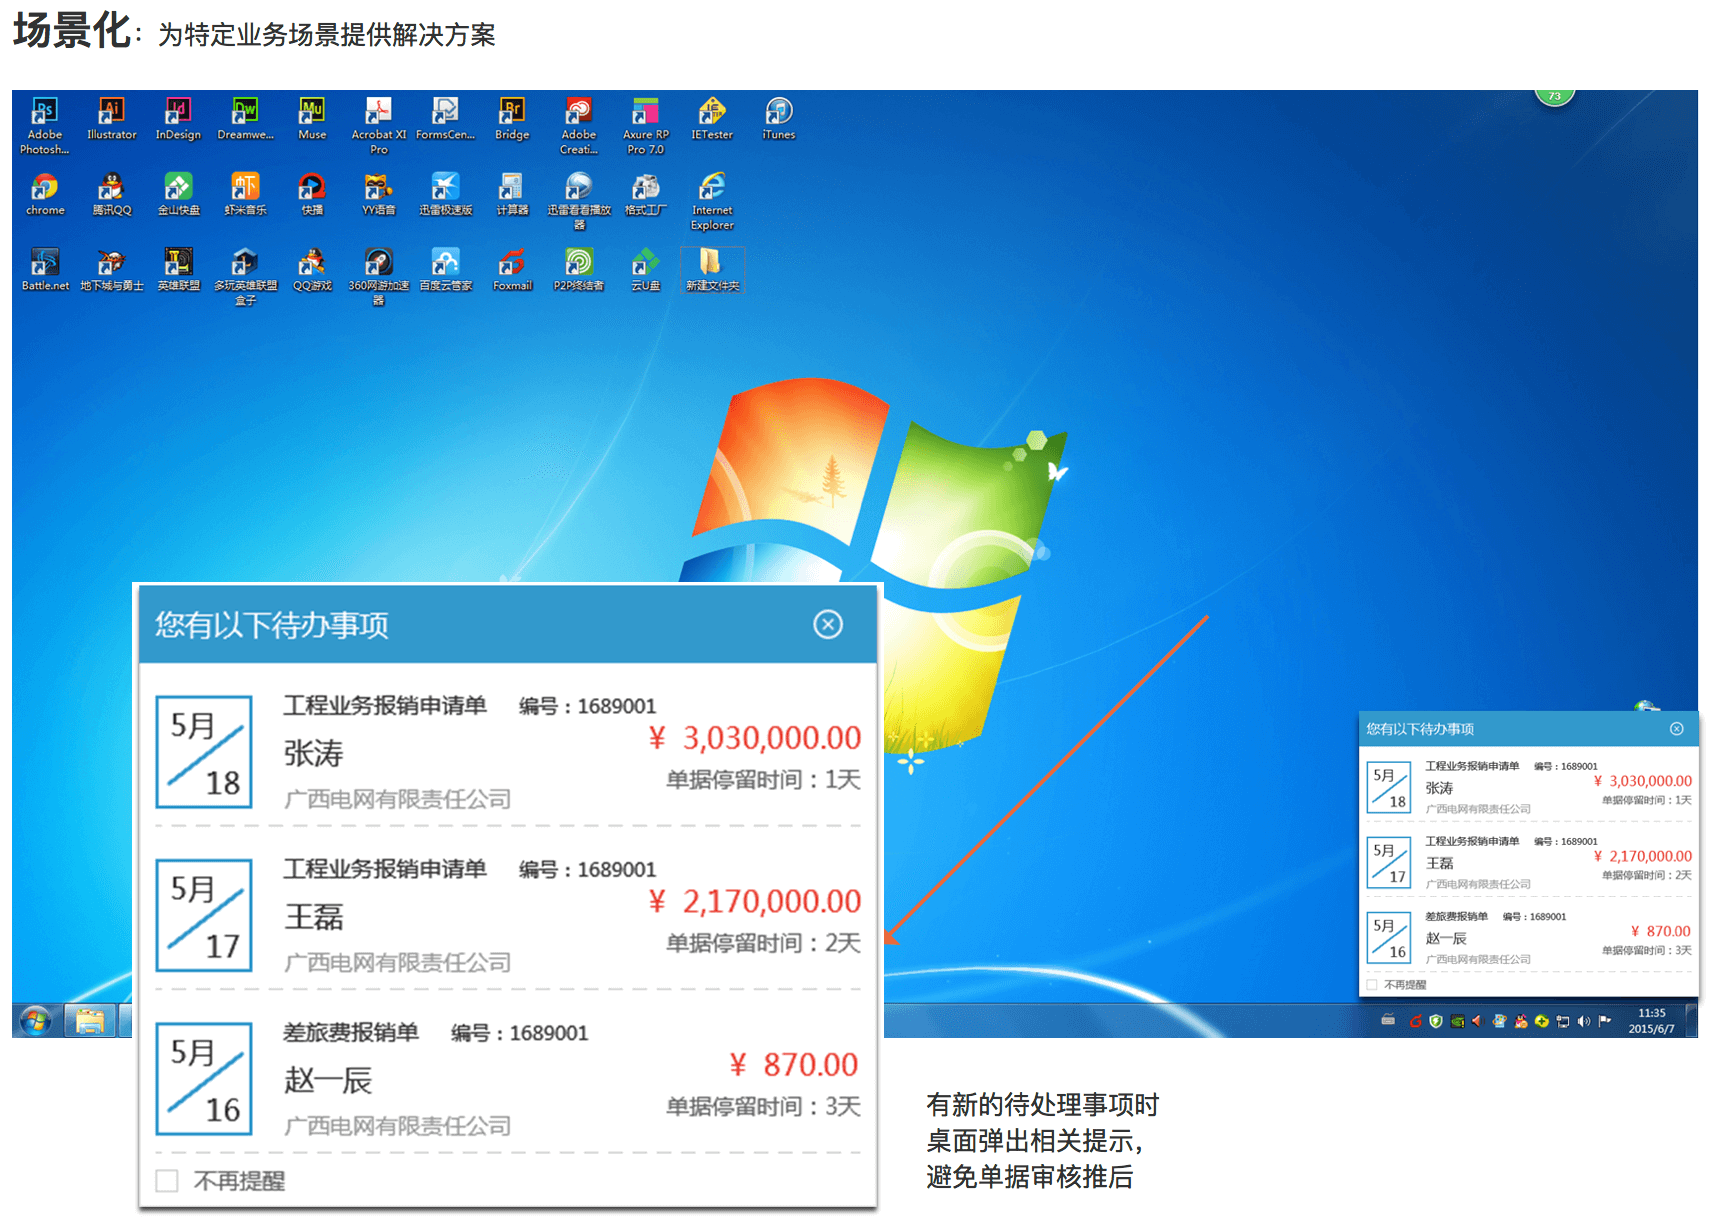 场景化：为特定业务场景提供解决方案
73
Ps Ai Id Dw Mu Br
Adobe Photosh... Illustrator InDesign Dreamwe... Muse Acrobat XI Pro FormsCen... Bridge Adobe Creati... Axure RP Pro 7.0 IETester iTunes
chrome 腾讯QQ 金山快盘 虾米音乐 快播 YY语音 迅雷极速版 计算器 迅雷看看播放器 格式工厂 Internet Explorer
Battle.net 地下城与勇士 英雄联盟 多玩英雄联盟盒子 QQ游戏 360网游加速器 百度云管家 Foxmail P2P终结者 云U盘 新建文件夹
您有以下待办事项
5月
18
工程业务报销申请单 编号：1689001
¥ 3,030,000.00
张涛
单据停留时间：1天
广西电网有限责任公司
5月
17
工程业务报销申请单 编号：1689001
¥ 2,170,000.00
王磊
单据停留时间：2天
广西电网有限责任公司
5月
16
差旅费报销单 编号：1689001
¥ 870.00
赵一辰
单据停留时间：3天
广西电网有限责任公司
不再提醒
您有以下待办事项
5月
18
工程业务报销申请单 编号：1689001
¥ 3,030,000.00
张涛
单据停留时间：1天
广西电网有限责任公司
5月
17
工程业务报销申请单 编号：1689001
¥ 2,170,000.00
王磊
单据停留时间：2天
广西电网有限责任公司
5月
16
差旅费报销单 编号：1689001
¥ 870.00
赵一辰
单据停留时间：3天
广西电网有限责任公司
不再提醒
11:35
2015/6/7
有新的待处理事项时
桌面弹出相关提示，
避免单据审核推后